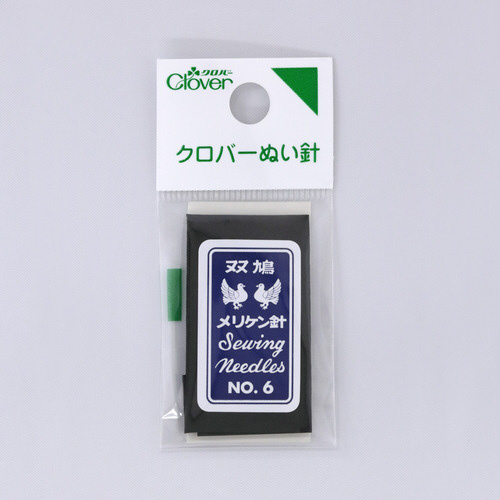 クロバー
Clover
クロバーぬい針
双鳩
メリケン針
Sewing
Needles
NO. 6